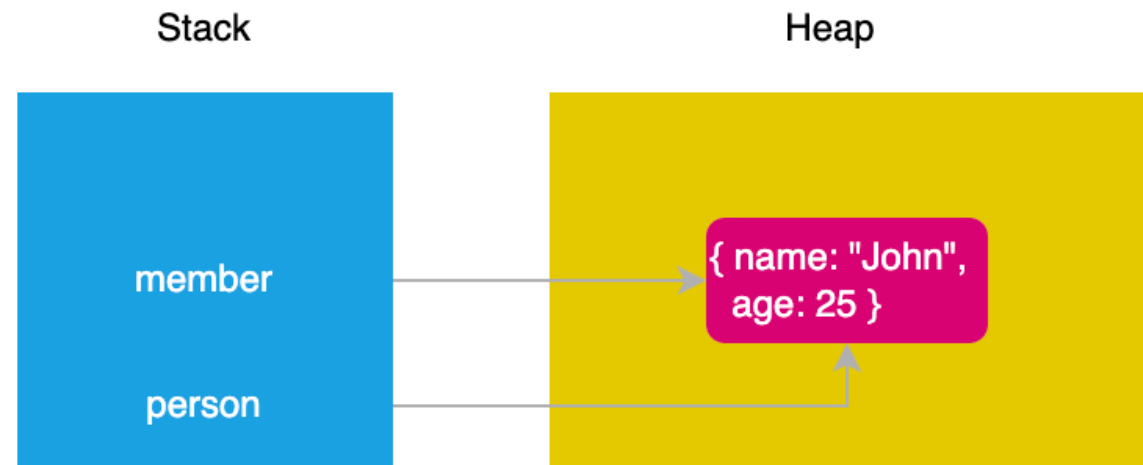 Stack
Heap
member
{ name: "John",
age: 25 }
person